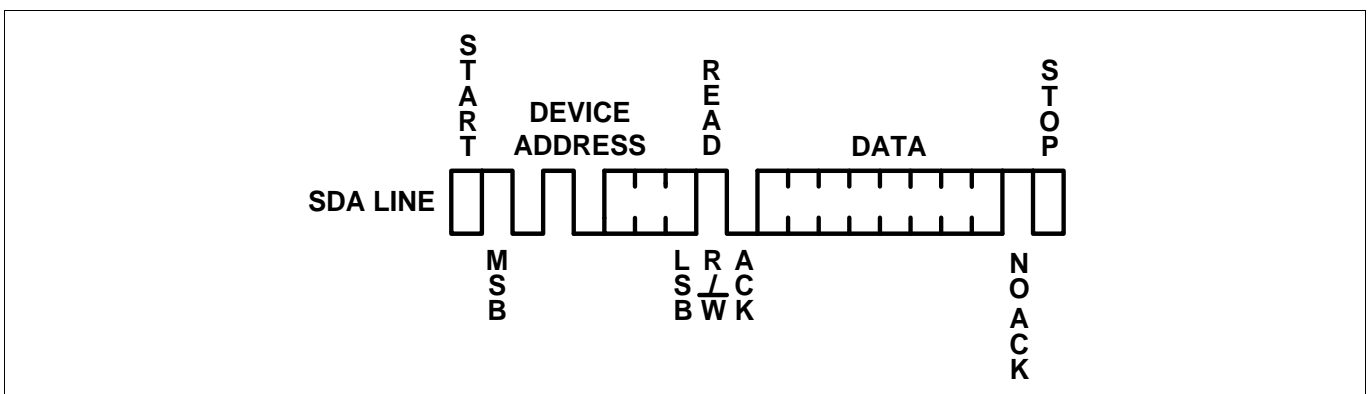 START
DEVICE
ADDRESS
READ
DATA
STOP
SDA LINE
MSB
LSB
R/W
ACK
NO ACK